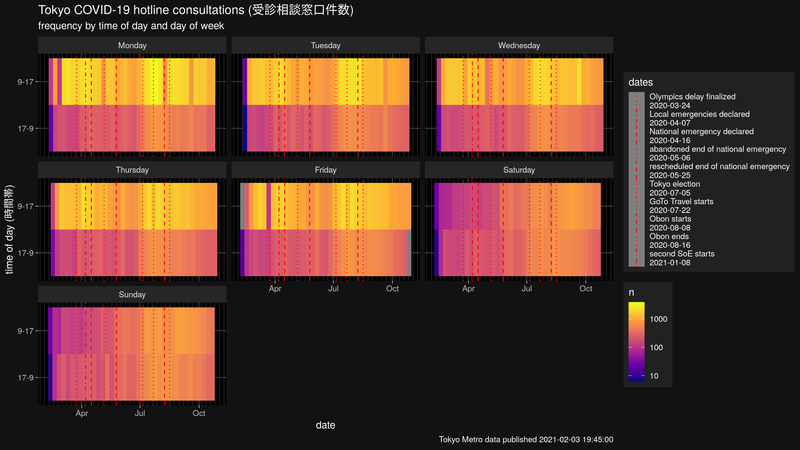 Tokyo COVID-19 hotline consultations (受診相談窓口件数)
frequency by time of day and day of week
Monday
Tuesday
Wednesday
9-17
17-9
Thursday
Friday
Saturday
9-17
17-9
Apr
Jul
Oct
Apr
Jul
Oct
Sunday
9-17
17-9
Apr
Jul
Oct
time of day (時間帯)
date
dates
Olympics delay finalized
2020-03-24
Local emergencies declared
2020-04-07
National emergency declared
2020-04-16
abandoned end of national emergency
2020-05-06
rescheduled end of national emergency
2020-05-25
Tokyo election
2020-07-05
GoTo Travel starts
2020-07-22
Obon starts
2020-08-08
Obon ends
2020-08-16
second SoE starts
2021-01-08
n
1000
100
10
Tokyo Metro data published 2021-02-03 19:45:00